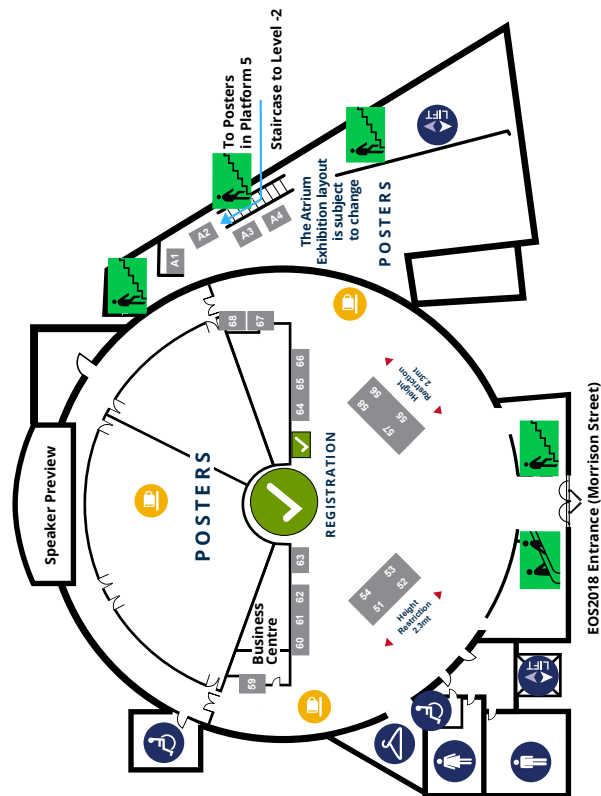 To Posters
in Platform 5
Staircase to Level -2
LIFT
The Atrium
Exhibition layout
is subject
to change
POSTERS
A1
A2
A3
A4
68
67
66
65
64
Height
Restriction
2.3mt
56
58
55
57
Speaker Preview
POSTERS
REGISTRATION
63
62
61
60
59
Business
Centre
54
53
51
52
Height
Restriction
2.3mt
LIFT
EOS2018 Entrance (Morrison Street)